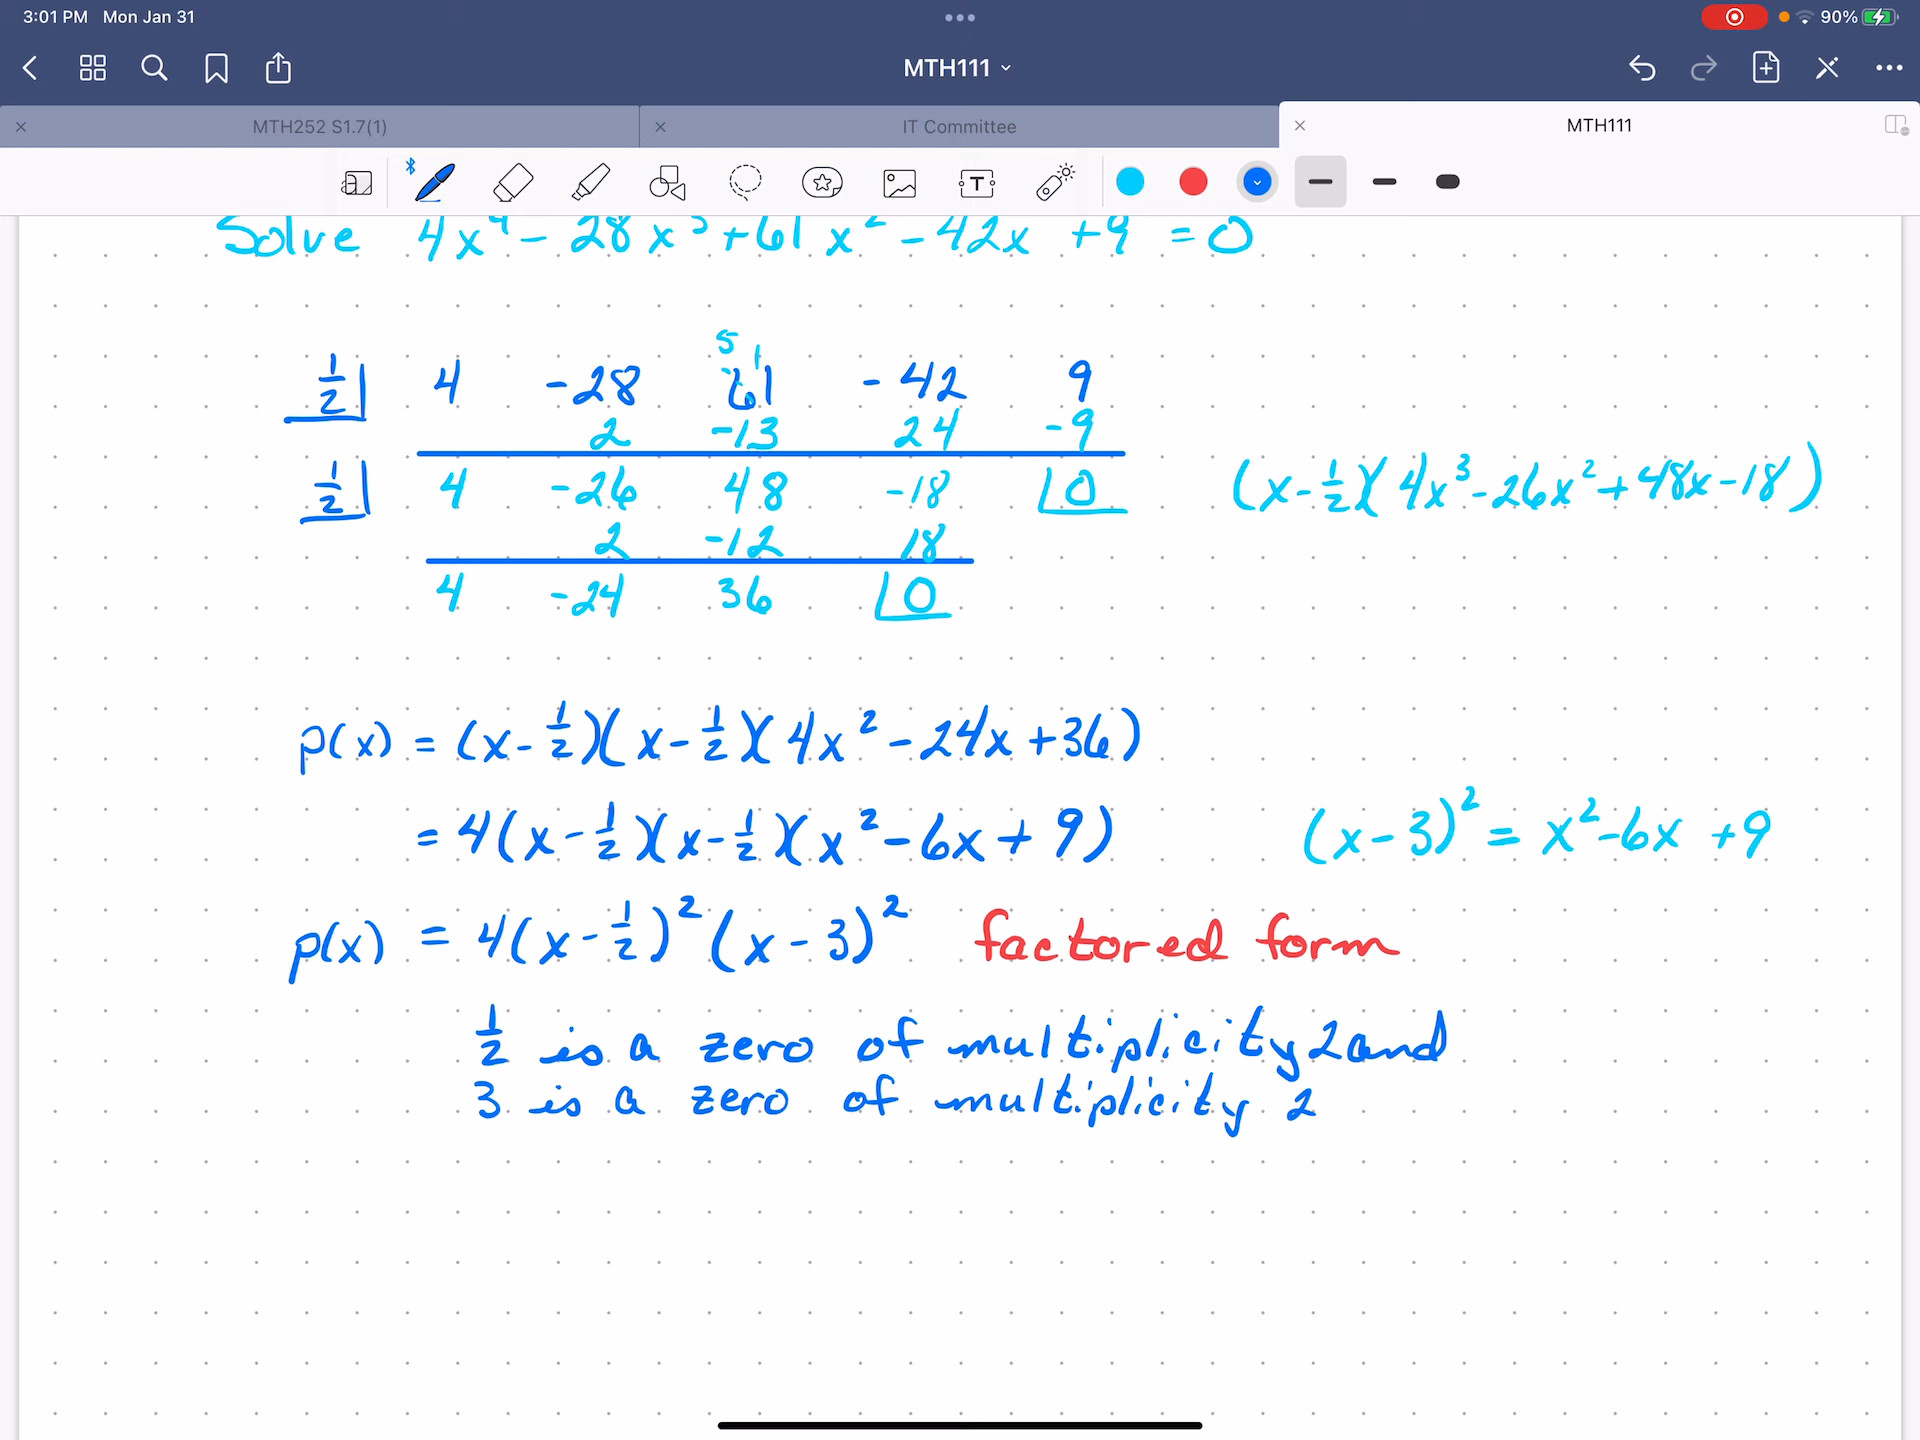 3:01 PM Mon Jan 31
90%
MTH111
MTH252 S1.7(1)
IT Committee
MTH111
T
Solve 4x⁴ - 28x³ + 61x² - 42x + 9 = 0
5 1
1/2 | 4 -28 61 -42 9
2 -13 24 -9
1/2 | 4 -26 48 -18 |0 (x - 1/2)(4x³ - 26x² + 48x - 18)
2 -12 18
4 -24 36 |0
p(x) = (x - 1/2)(x - 1/2)(4x² - 24x + 36)
= 4(x - 1/2)(x - 1/2)(x² - 6x + 9) (x - 3)² = x² - 6x + 9
p(x) = 4(x - 1/2)²(x - 3)² factored form
1/2 is a zero of multiplicity 2 and
3 is a zero of multiplicity 2